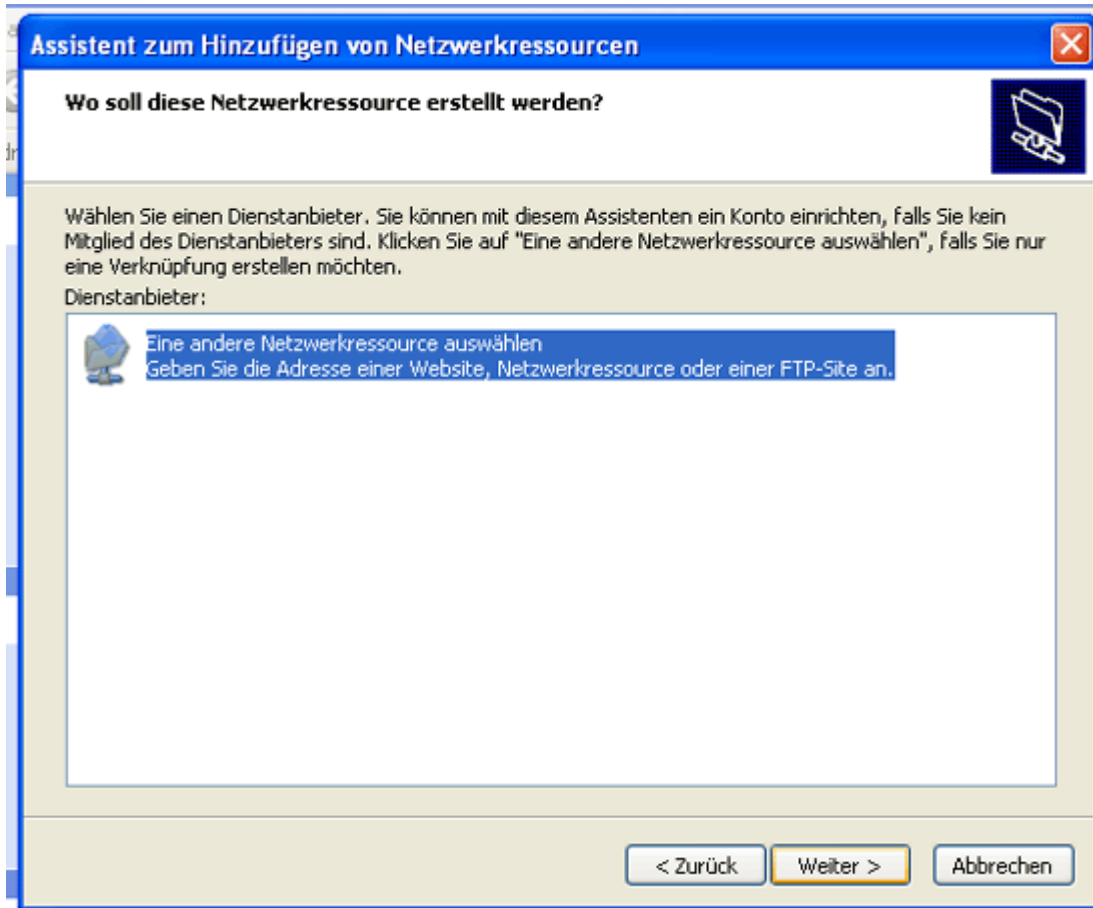 Assistent zum Hinzufügen von Netzwerkressourcen
Wo soll diese Netzwerkressource erstellt werden?
Wählen Sie einen Dienstanbieter. Sie können mit diesem Assistenten ein Konto einrichten, falls Sie kein
Mitglied des Dienstanbieters sind. Klicken Sie auf "Eine andere Netzwerkressource auswählen", falls Sie nur
eine Verknüpfung erstellen möchten.
Dienstanbieter:
Eine andere Netzwerkressource auswählen
Geben Sie die Adresse einer Website, Netzwerkressource oder einer FTP-Site an.
< Zurück
Weiter >
Abbrechen